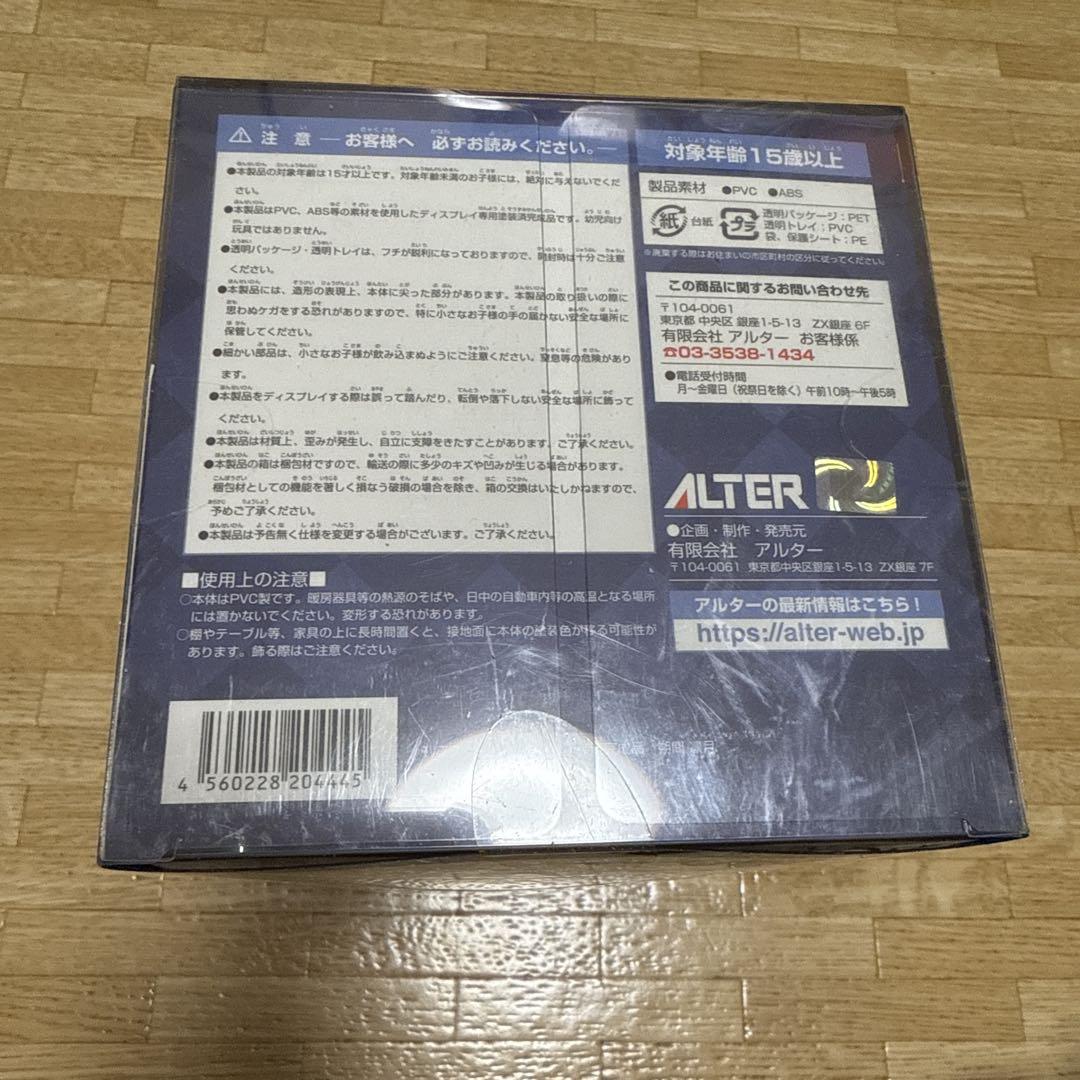 ⚠注意 ―お客様へ 必ずお読みください。―
●本製品の対象年齢は15才以上です。対象年齢未満のお子様には、絶対に与えないでくだ
さい。
●本製品はPVC、ABS等の素材を使用したディスプレイ専用塗装済完成品です。幼児向け
玩具ではありません。
●透明パッケージ・透明トレイは、フチが鋭利になっておりますので、開封時は十分ご注意
ください。
●本製品には、造形の表現上、本体に尖った部分があります。本製品の取り扱いの際に
思わぬケガをする恐れがありますので、特に小さなお子様の手の届かない安全な場所に
保管してください。
●細かい部品は、小さなお子様が飲み込まぬようにご注意ください。窒息等の危険があり
ます。
●本製品をディスプレイする際は誤って踏んだり、転倒や落下しない安全な場所に飾って
ください。
●本製品は材質上、歪みが発生し、自立に支障をきたすことがあります。ご了承ください。
●本製品の箱は梱包材ですので、輸送の際に多少のキズや凹みが生じる場合があります。
梱包材としての機能を著しく損なう破損の場合を除き、箱の交換はいたしかねますので、
予めご了承ください。
●本製品は予告無く仕様を変更する場合がございます。ご了承ください。
■使用上の注意■
○本体はPVC製です。暖房器具等の熱源のそばや、日中の自動車内等の高温となる場所
には置かないでください。変形する恐れがあります。
○棚やテーブル等、家具の上に長時間置くと、接地面に本体の塗装色が移る可能性が
あります。飾る際はご注意ください。
4 560228 204445
対象年齢15歳以上
製品素材 ●PVC ●ABS
紙 台紙
プラ 透明パッケージ:PET
透明トレイ:PVC
袋、保護シート:PE
※廃棄する際はお住まいの市区町村の区分に従ってください。
この商品に関するお問い合わせ先
〒104-0061
東京都 中央区 銀座1-5-13 ZX銀座 6F
有限会社 アルター お客様係
☎03-3538-1434
●電話受付時間
月～金曜日(祝祭日を除く)午前10時～午後5時
ALTER
●企画・制作・発売元
有限会社 アルター
〒104-0061 東京都中央区銀座1-5-13 ZX銀座 7F
アルターの最新情報はこちら!
https://alter-web.jp